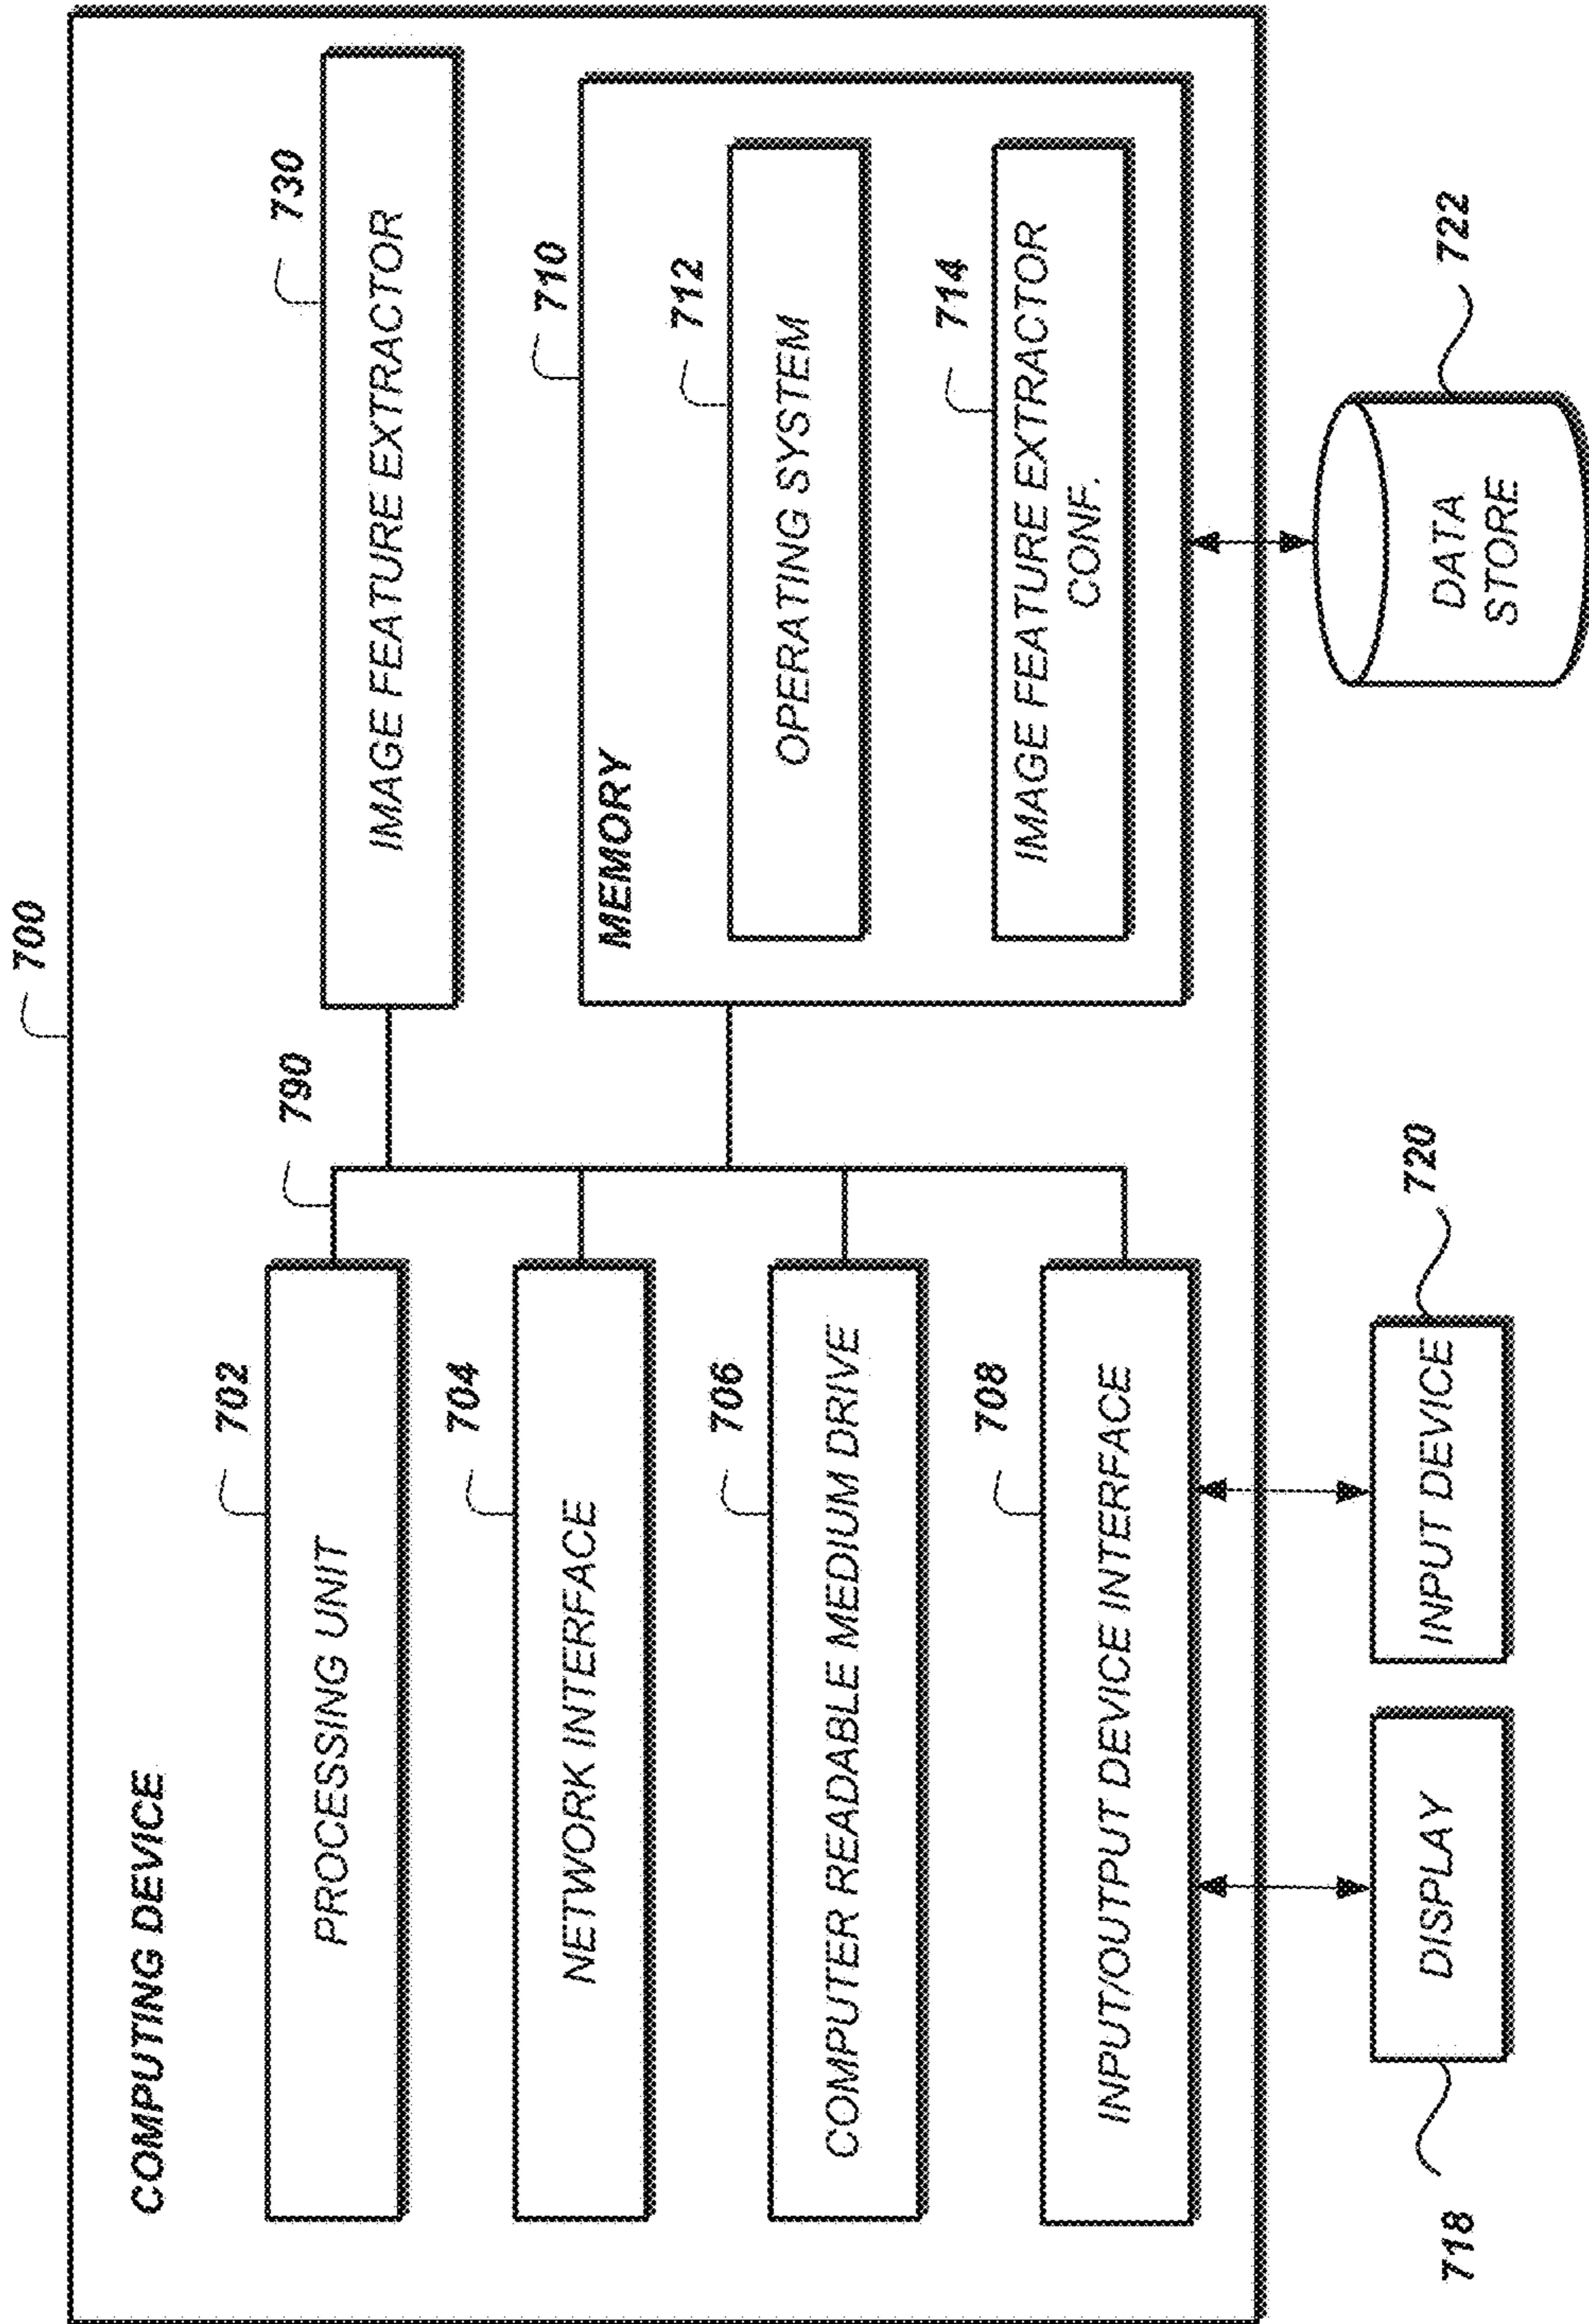 700
COMPUTING DEVICE
702
PROCESSING UNIT
704
NETWORK INTERFACE
706
COMPUTER READABLE MEDIUM DRIVE
708
INPUT/OUTPUT DEVICE INTERFACE
790
730
IMAGE FEATURE EXTRACTOR
710
MEMORY
712
OPERATING SYSTEM
714
IMAGE FEATURE EXTRACTOR
CONF.
718
DISPLAY
INPUT DEVICE
720
DATA
STORE
722